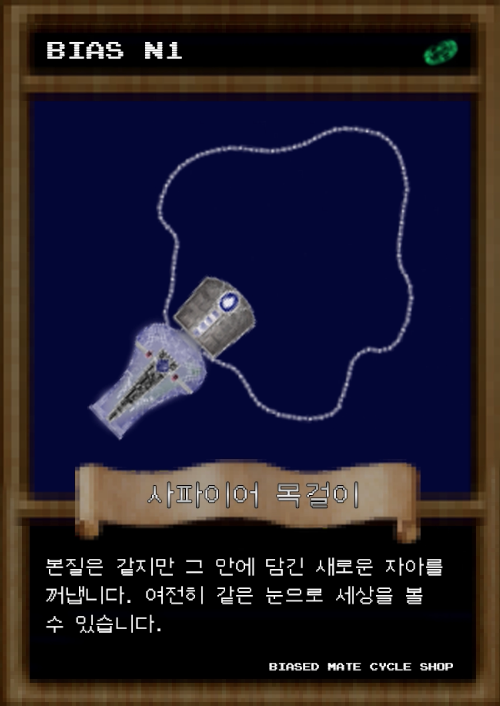 BIAS N1
사파이어 목걸이
본질은 같지만 그 안에 담긴 새로운 자아를
꺼냅니다. 여전히 같은 눈으로 세상을 볼
수 있습니다.
BIASED MATE CYCLE SHOP